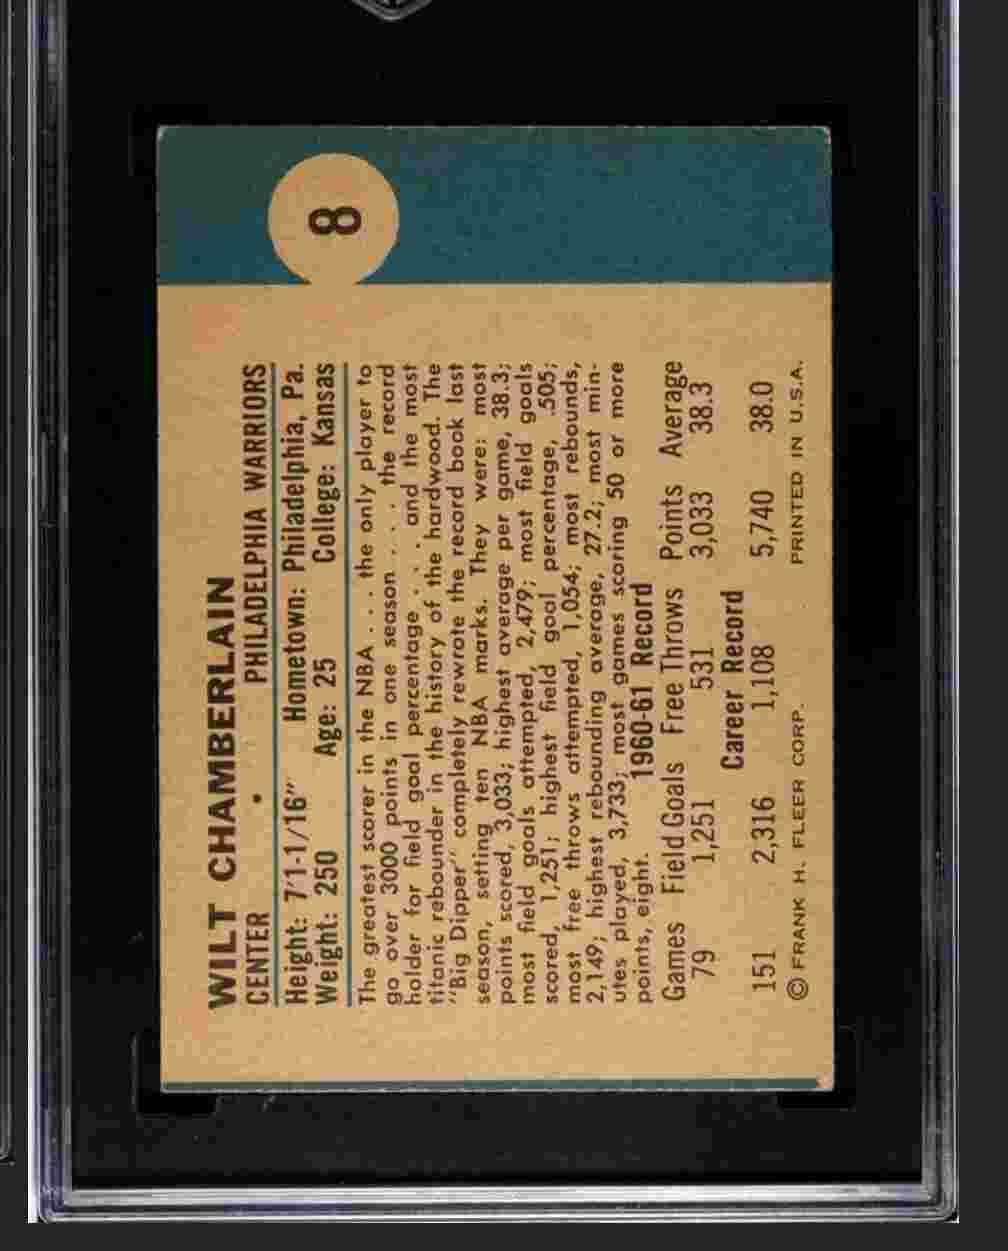 8
WILT CHAMBERLAIN
CENTER • PHILADELPHIA WARRIORS
Height: 7'1-1/16" Hometown: Philadelphia, Pa.
Weight: 250 Age: 25 College: Kansas
The greatest scorer in the NBA . . . the only player to
go over 3000 points in one season . . . the record
holder for field goal percentage . . . and the most
titanic rebounder in the history of the hardwood. The
"Big Dipper" completely rewrote the record book last
season, setting ten NBA marks. They were: most
points scored, 3,033; highest average per game, 38.3;
most field goals attempted, 2,479; most field goals
scored, 1,251; highest field goal percentage, .505;
most free throws attempted, 1,054; most rebounds,
2,149; highest rebounding average, 27.2; most min-
utes played, 3,733; most games scoring 50 or more
points, eight.
1960-61 Record
Games Field Goals Free Throws Points Average
79 1,251 531 3,033 38.3
Career Record
151 2,316 1,108 5,740 38.0
© FRANK H. FLEER CORP. PRINTED IN U.S.A.